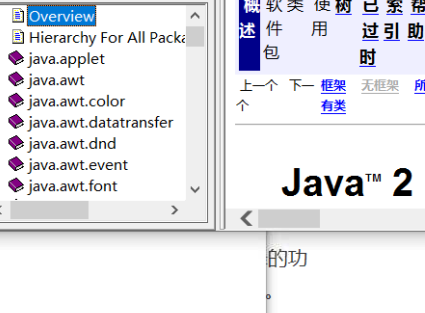 Overview
Hierarchy For All Packa
java.applet
java.awt
java.awt.color
java.awt.datatransfer
java.awt.dnd
java.awt.event
java.awt.font
概述 软件包 类 使用 树 已过时 索引 帮助
上一个 下一个 框架 无框架 所有类
Java™ 2
的功
。